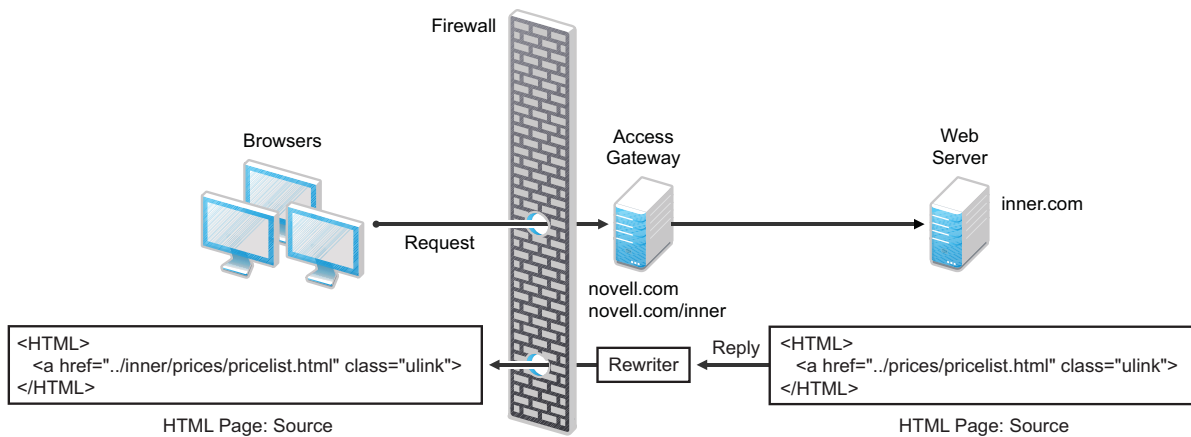 Firewall
Browsers
Access
Gateway
Web
Server
inner.com
Request
novell.com
novell.com/inner
<HTML>
<a href="../inner/prices/pricelist.html" class="ulink">
</HTML>
HTML Page: Source
Rewriter
Reply
<HTML>
<a href="../prices/pricelist.html" class="ulink">
</HTML>
HTML Page: Source